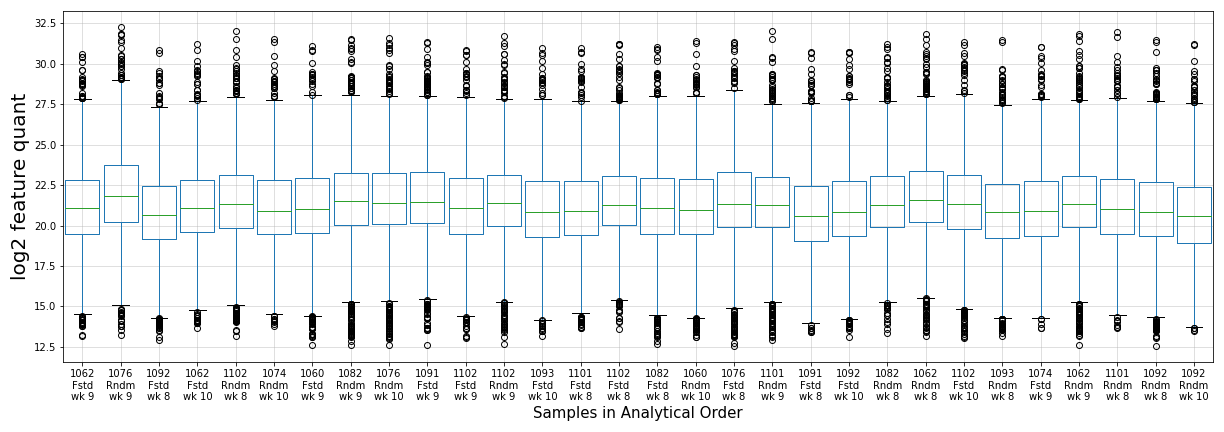 log2 feature quant
32.5
30.0
27.5
25.0
22.5
20.0
17.5
15.0
12.5
1062 1076 1092 1062 1102 1074 1060 1082 1076 1091 1102 1102 1093 1101 1102 1082 1060 1076 1101 1091 1092 1082 1062 1102 1093 1074 1062 1101 1092 1092
Fstd Rndm Fstd Fstd Rndm Rndm Fstd Rndm Rndm Fstd Fstd Rndm Fstd Fstd Fstd Fstd Rndm Fstd Rndm Fstd Fstd Rndm Rndm Fstd Rndm Fstd Rndm Rndm Rndm Rndm
wk 9 wk 9 wk 8 wk 10 wk 8 wk 10 wk 9 wk 9 wk 10 wk 9 wk 9 wk 9 wk 10 wk 8 wk 8 wk 8 wk 10 wk 8 wk 9 wk 8 wk 10 wk 8 wk 8 wk 10 wk 8 wk 9 wk 10 wk 8 wk 8 wk 10
Samples in Analytical Order